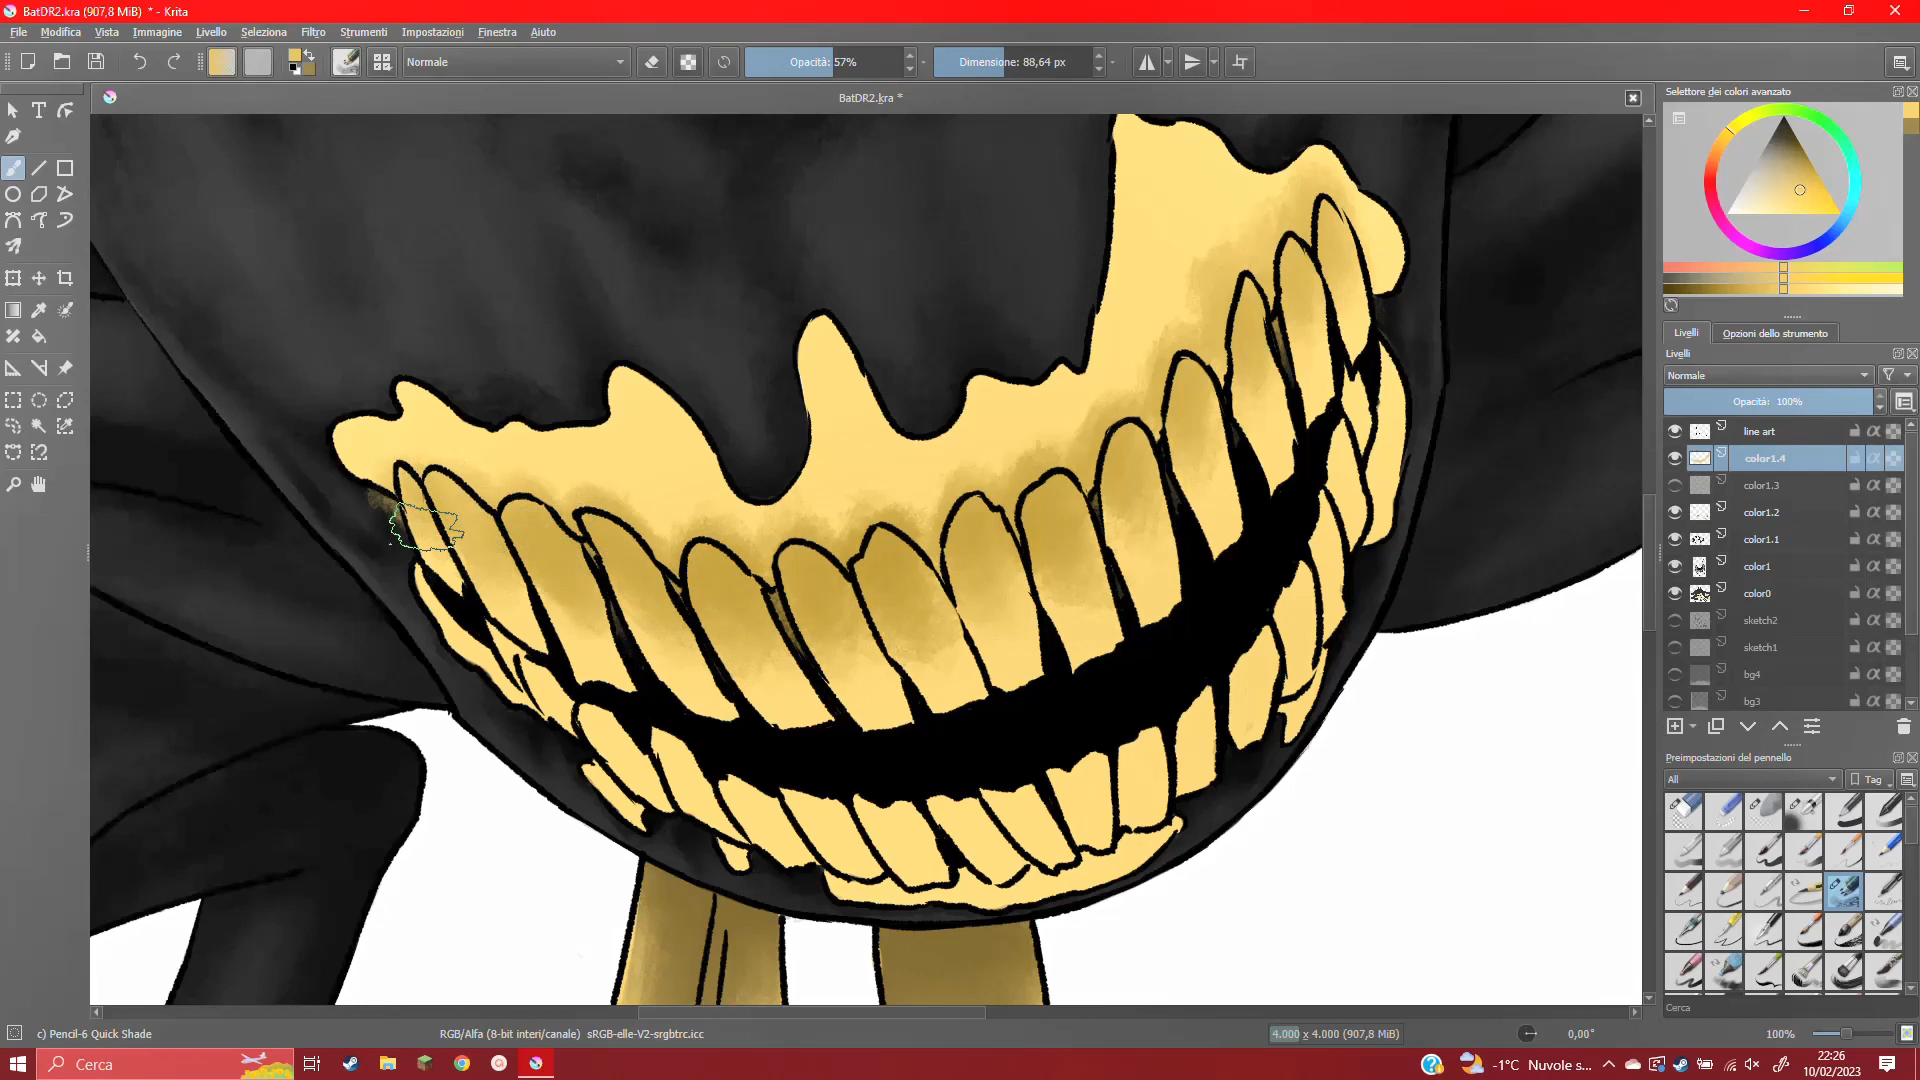 BatDR2.kra (907,8 MiB) * - Krita
File Modifica Vista Immagine Livello Seleziona Filtro Strumenti Impostazioni Finestra Aiuto
Normale
Opacità: 57%
Dimensione: 88,64 px
BatDR2.kra *
Selettore dei colori avanzato
Livelli
Opzioni dello strumento
Livelli
Normale
Opacità: 100%
line art
color1.4
color1.3
color1.2
color1.1
color1
color0
sketch2
sketch1
bg4
bg3
Preimpostazioni del pennello
All
Tag
Cerca
c) Pencil-6 Quick Shade
RGB/Alfa (8-bit interi/canale) sRGB-elle-V2-srgbtrc.icc
4.000 x 4.000 (907,8 MiB)
0,00°
100%
Cerca
-1°C Nuvole s...
22:26
10/02/2023